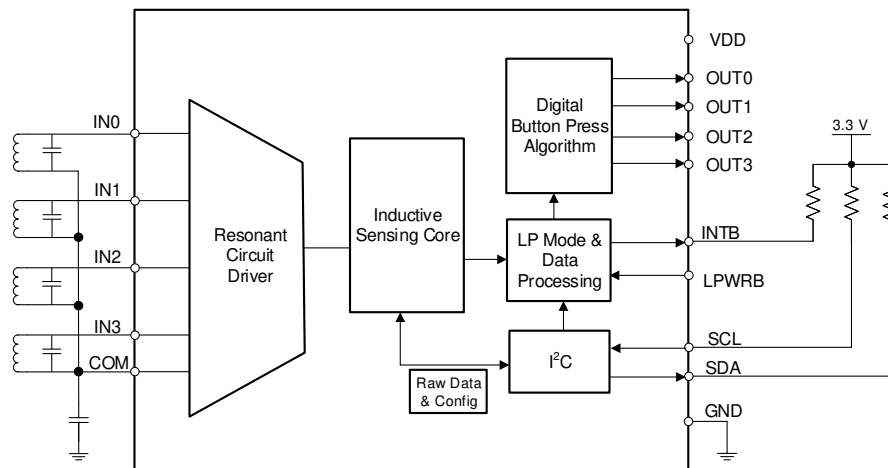 VDD
OUT0
OUT1
OUT2
OUT3
Digital
Button Press
Algorithm
3.3 V
IN0
IN1
IN2
IN3
COM
Resonant
Circuit
Driver
Inductive
Sensing Core
LP Mode &
Data
Processing
INTB
LPWRB
I²C
SCL
SDA
Raw Data
& Config
GND